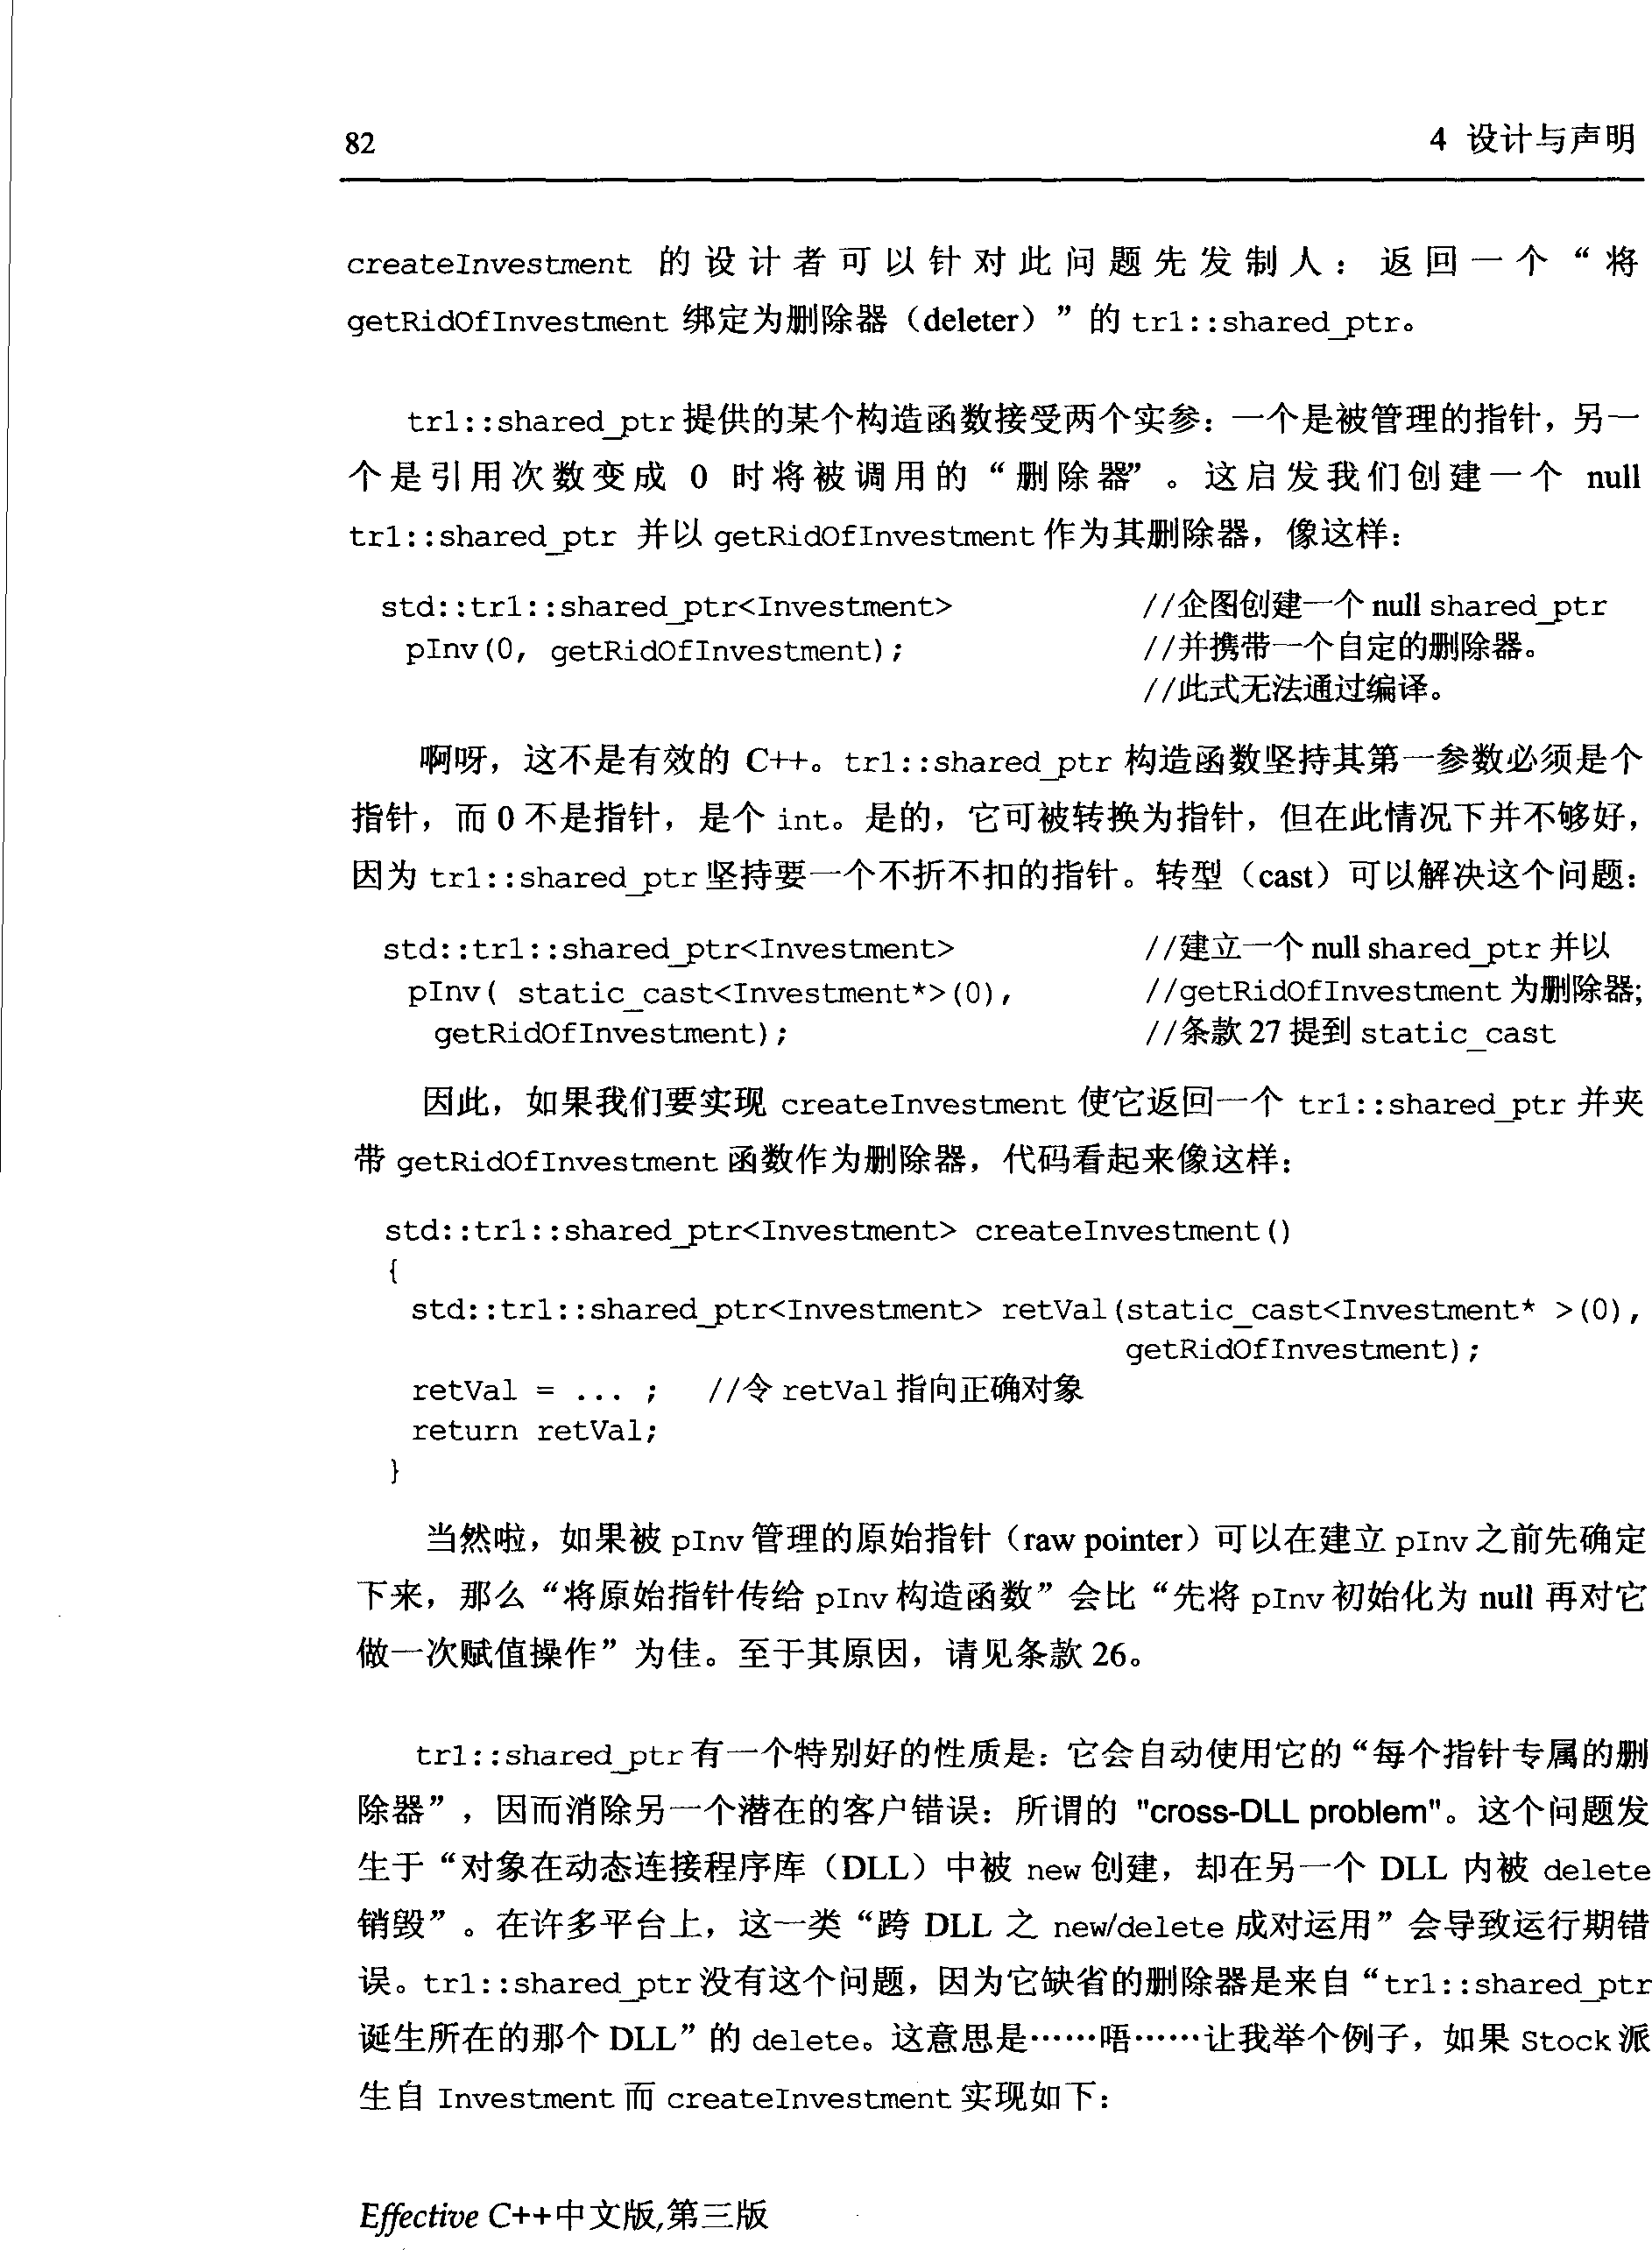 82 4 设计与声明
createInvestment 的设计者可以针对此问题先发制人：返回一个“将
getRidOfInvestment 绑定为删除器（deleter）”的 tr1::shared_ptr。
tr1::shared_ptr 提供的某个构造函数接受两个实参：一个是被管理的指针，另一
个是引用次数变成 0 时将被调用的“删除器”。这启发我们创建一个 null
tr1::shared_ptr 并以 getRidOfInvestment 作为其删除器，像这样：
std::tr1::shared_ptr<Investment> //企图创建一个 null shared_ptr
pInv(0, getRidOfInvestment); //并携带一个自定的删除器。
//此式无法通过编译。
啊呀，这不是有效的 C++。tr1::shared_ptr 构造函数坚持其第一参数必须是个
指针，而 0 不是指针，是个 int。是的，它可被转换为指针，但在此情况下并不够好，
因为 tr1::shared_ptr 坚持要一个不折不扣的指针。转型（cast）可以解决这个问题：
std::tr1::shared_ptr<Investment> //建立一个 null shared_ptr 并以
pInv( static_cast<Investment*>(0), //getRidOfInvestment 为删除器;
getRidOfInvestment); //条款 27 提到 static_cast
因此，如果我们要实现 createInvestment 使它返回一个 tr1::shared_ptr 并夹
带 getRidOfInvestment 函数作为删除器，代码看起来像这样：
std::tr1::shared_ptr<Investment> createInvestment()
{
std::tr1::shared_ptr<Investment> retVal(static_cast<Investment* >(0),
getRidOfInvestment);
retVal = ... ; //令 retVal 指向正确对象
return retVal;
}
当然啦，如果被 pInv 管理的原始指针（raw pointer）可以在建立 pInv 之前先确定
下来，那么“将原始指针传给 pInv 构造函数”会比“先将 pInv 初始化为 null 再对它
做一次赋值操作”为佳。至于其原因，请见条款 26。
tr1::shared_ptr 有一个特别好的性质是：它会自动使用它的“每个指针专属的删
除器”，因而消除另一个潜在的客户错误：所谓的 "cross-DLL problem"。这个问题发
生于“对象在动态连接程序库（DLL）中被 new 创建，却在另一个 DLL 内被 delete
销毁”。在许多平台上，这一类“跨 DLL 之 new/delete 成对运用”会导致运行期错
误。tr1::shared_ptr 没有这个问题，因为它缺省的删除器是来自“tr1::shared_ptr
诞生所在的那个 DLL”的 delete。这意思是……唔……让我举个例子，如果 Stock 派
生自 Investment 而 createInvestment 实现如下：
Effective C++中文版,第三版